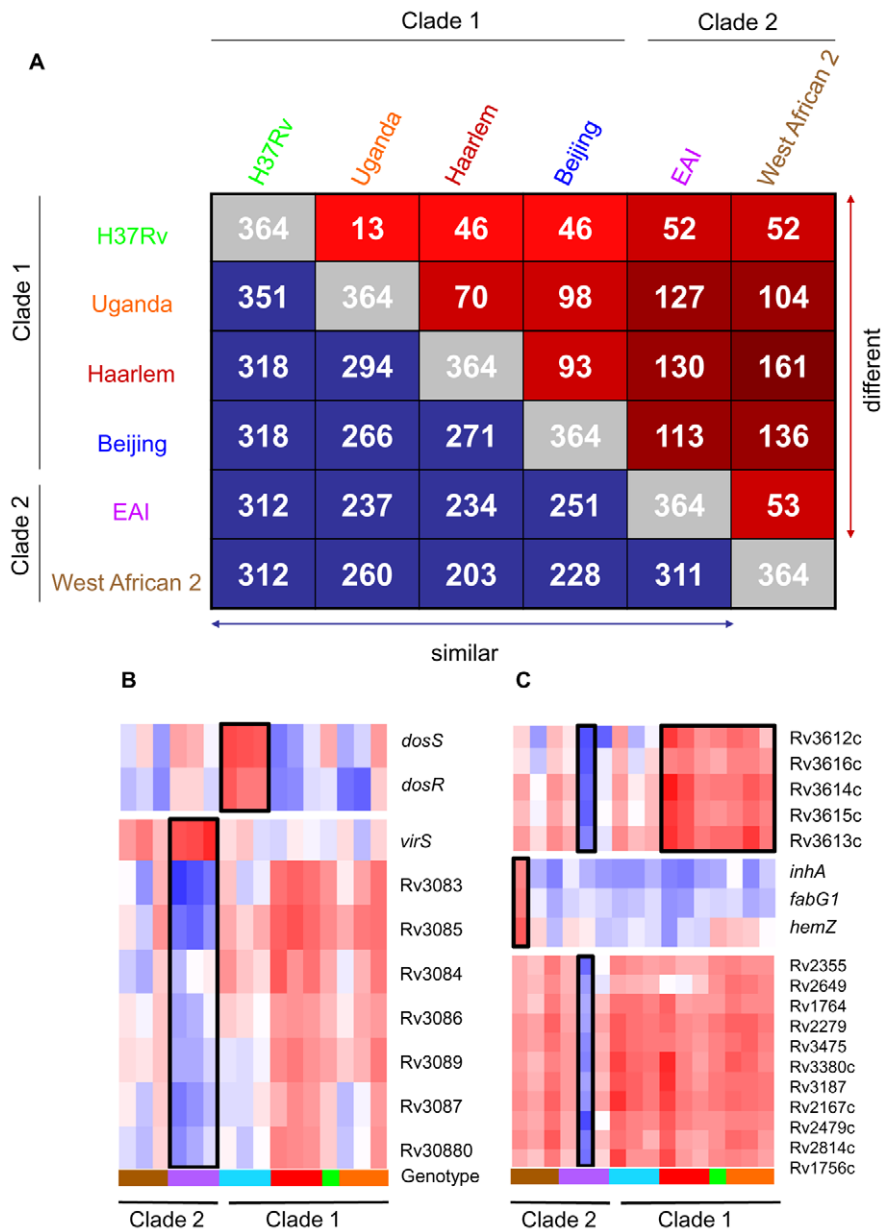 Clade 1 Clade 2
A
H37Rv Uganda Haarlem Beijing EAI West African 2
Clade 1
H37Rv 364 13 46 46 52 52
Uganda 351 364 70 98 127 104
Haarlem 318 294 364 93 130 161
Beijing 318 266 271 364 113 136
Clade 2
EAI 312 237 234 251 364 53
West African 2 312 260 203 228 311 364
different
similar
B
dosS
dosR
virS
Rv3083
Rv3085
Rv3084
Rv3086
Rv3089
Rv3087
Rv30880
Genotype
Clade 2 Clade 1
C
Rv3612c
Rv3616c
Rv3614c
Rv3615c
Rv3613c
inhA
fabG1
hemZ
Rv2355
Rv2649
Rv1764
Rv2279
Rv3475
Rv3380c
Rv3187
Rv2167c
Rv2479c
Rv2814c
Rv1756c
Clade 2 Clade 1